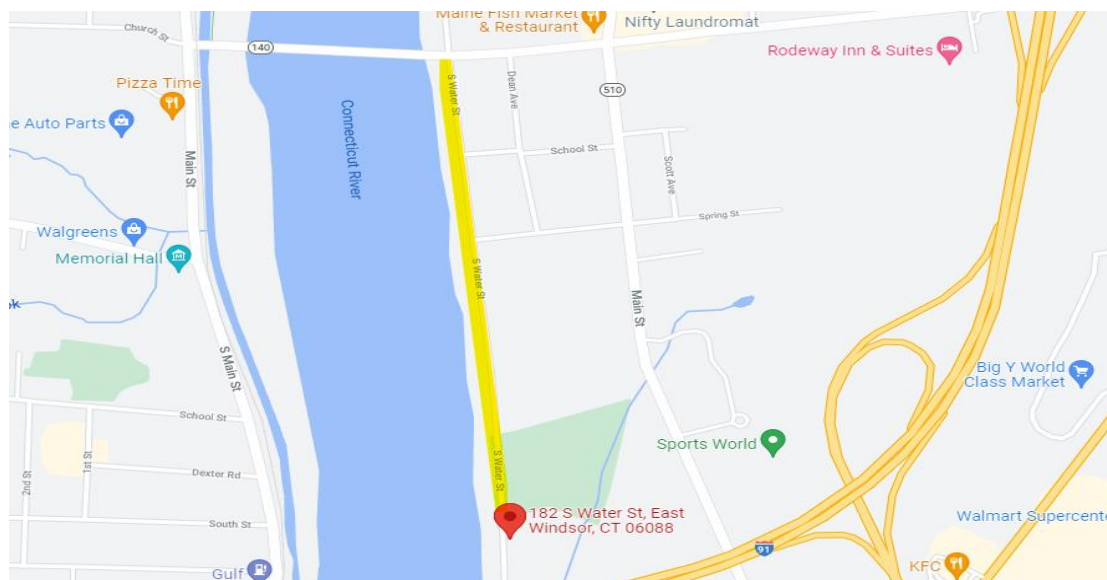 Maine Fish Market
& Restaurant
Nifty Laundromat
Church St
140
Rodeway Inn & Suites
Pizza Time
S Water St
Dean Ave
510
e Auto Parts
Connecticut River
Main St
School St
Scott Ave
Spring St
Walgreens
Memorial Hall
S Water St
Main St
ok
S Main St
Big Y World
Class Market
School St
Sports World
S Water St
1st St
2nd St
Dexter Rd
182 S Water St, East
Windsor, CT 06088
South St
Walmart Supercente
91
Gulf
KFC